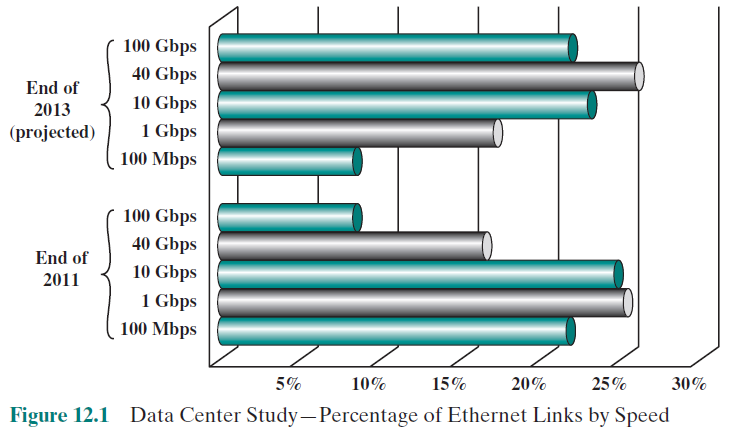 100 Gbps
40 Gbps
End of
2013
(projected)
10 Gbps
1 Gbps
100 Mbps
100 Gbps
40 Gbps
End of
2011
10 Gbps
1 Gbps
100 Mbps
5% 10% 15% 20% 25% 30%
Figure 12.1 Data Center Study—Percentage of Ethernet Links by Speed